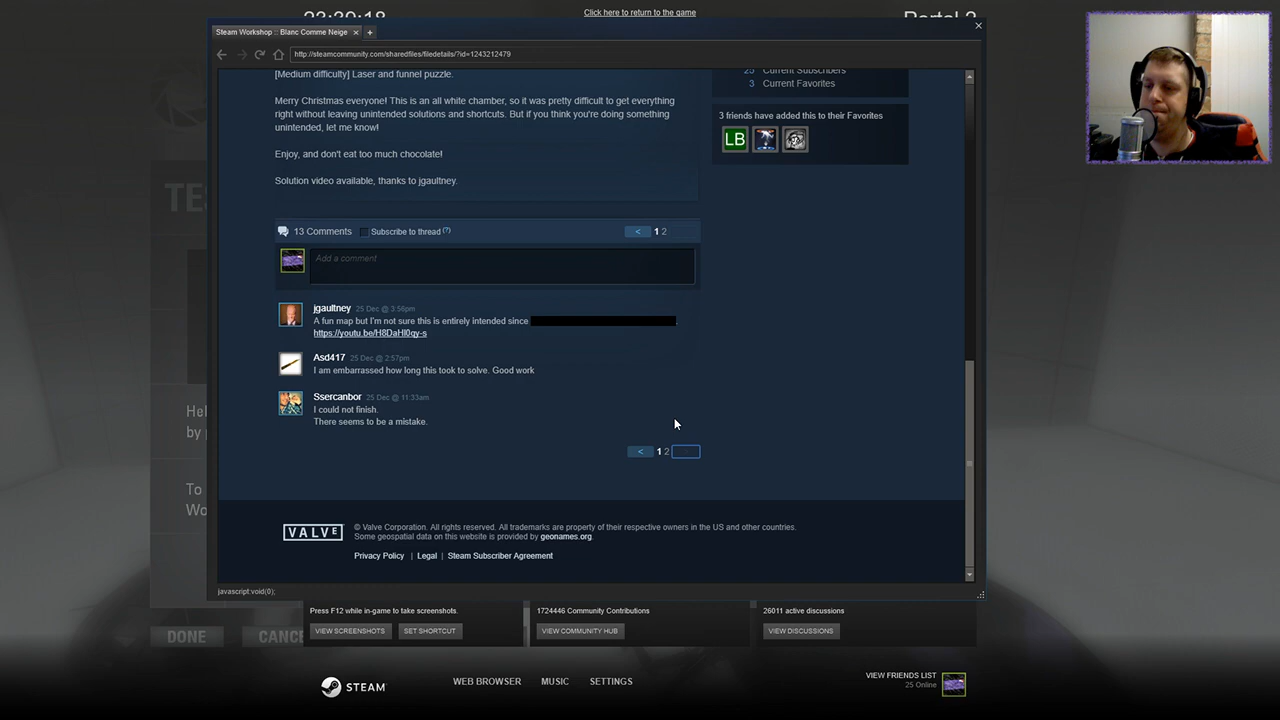 23:39:18
Click here to return to the game
Portal 2
Steam Workshop :: Blanc Comme Neige
http://steamcommunity.com/sharedfiles/filedetails/?id=1243212479
[Medium difficulty] Laser and funnel puzzle.
Merry Christmas everyone! This is an all white chamber, so it was pretty difficult to get everything
right without leaving unintended solutions and shortcuts. But if you think you're doing something
unintended, let me know!
Enjoy, and don't eat too much chocolate!
Solution video available, thanks to jgaultney.
25 Current Subscribers
3 Current Favorites
3 friends have added this to their Favorites
LB
13 Comments Subscribe to thread (?)
< 1 2
Add a comment
jgaultney 25 Dec @ 3:56pm
A fun map but I'm not sure this is entirely intended since .
https://youtu.be/H8DaHl0qy-s
Asd417 25 Dec @ 2:57pm
I am embarrassed how long this took to solve. Good work
Ssercanbor 25 Dec @ 11:33am
I could not finish.
There seems to be a mistake.
< 1 2
VALVE
© Valve Corporation. All rights reserved. All trademarks are property of their respective owners in the US and other countries.
Some geospatial data on this website is provided by geonames.org.
Privacy Policy | Legal | Steam Subscriber Agreement
javascript:void(0);
TE
Hel
by
To
Wo
DONE
CANC
Press F12 while in-game to take screenshots.
VIEW SCREENSHOTS
SET SHORTCUT
1724446 Community Contributions
VIEW COMMUNITY HUB
26011 active discussions
VIEW DISCUSSIONS
STEAM
WEB BROWSER
MUSIC
SETTINGS
VIEW FRIENDS LIST
25 Online